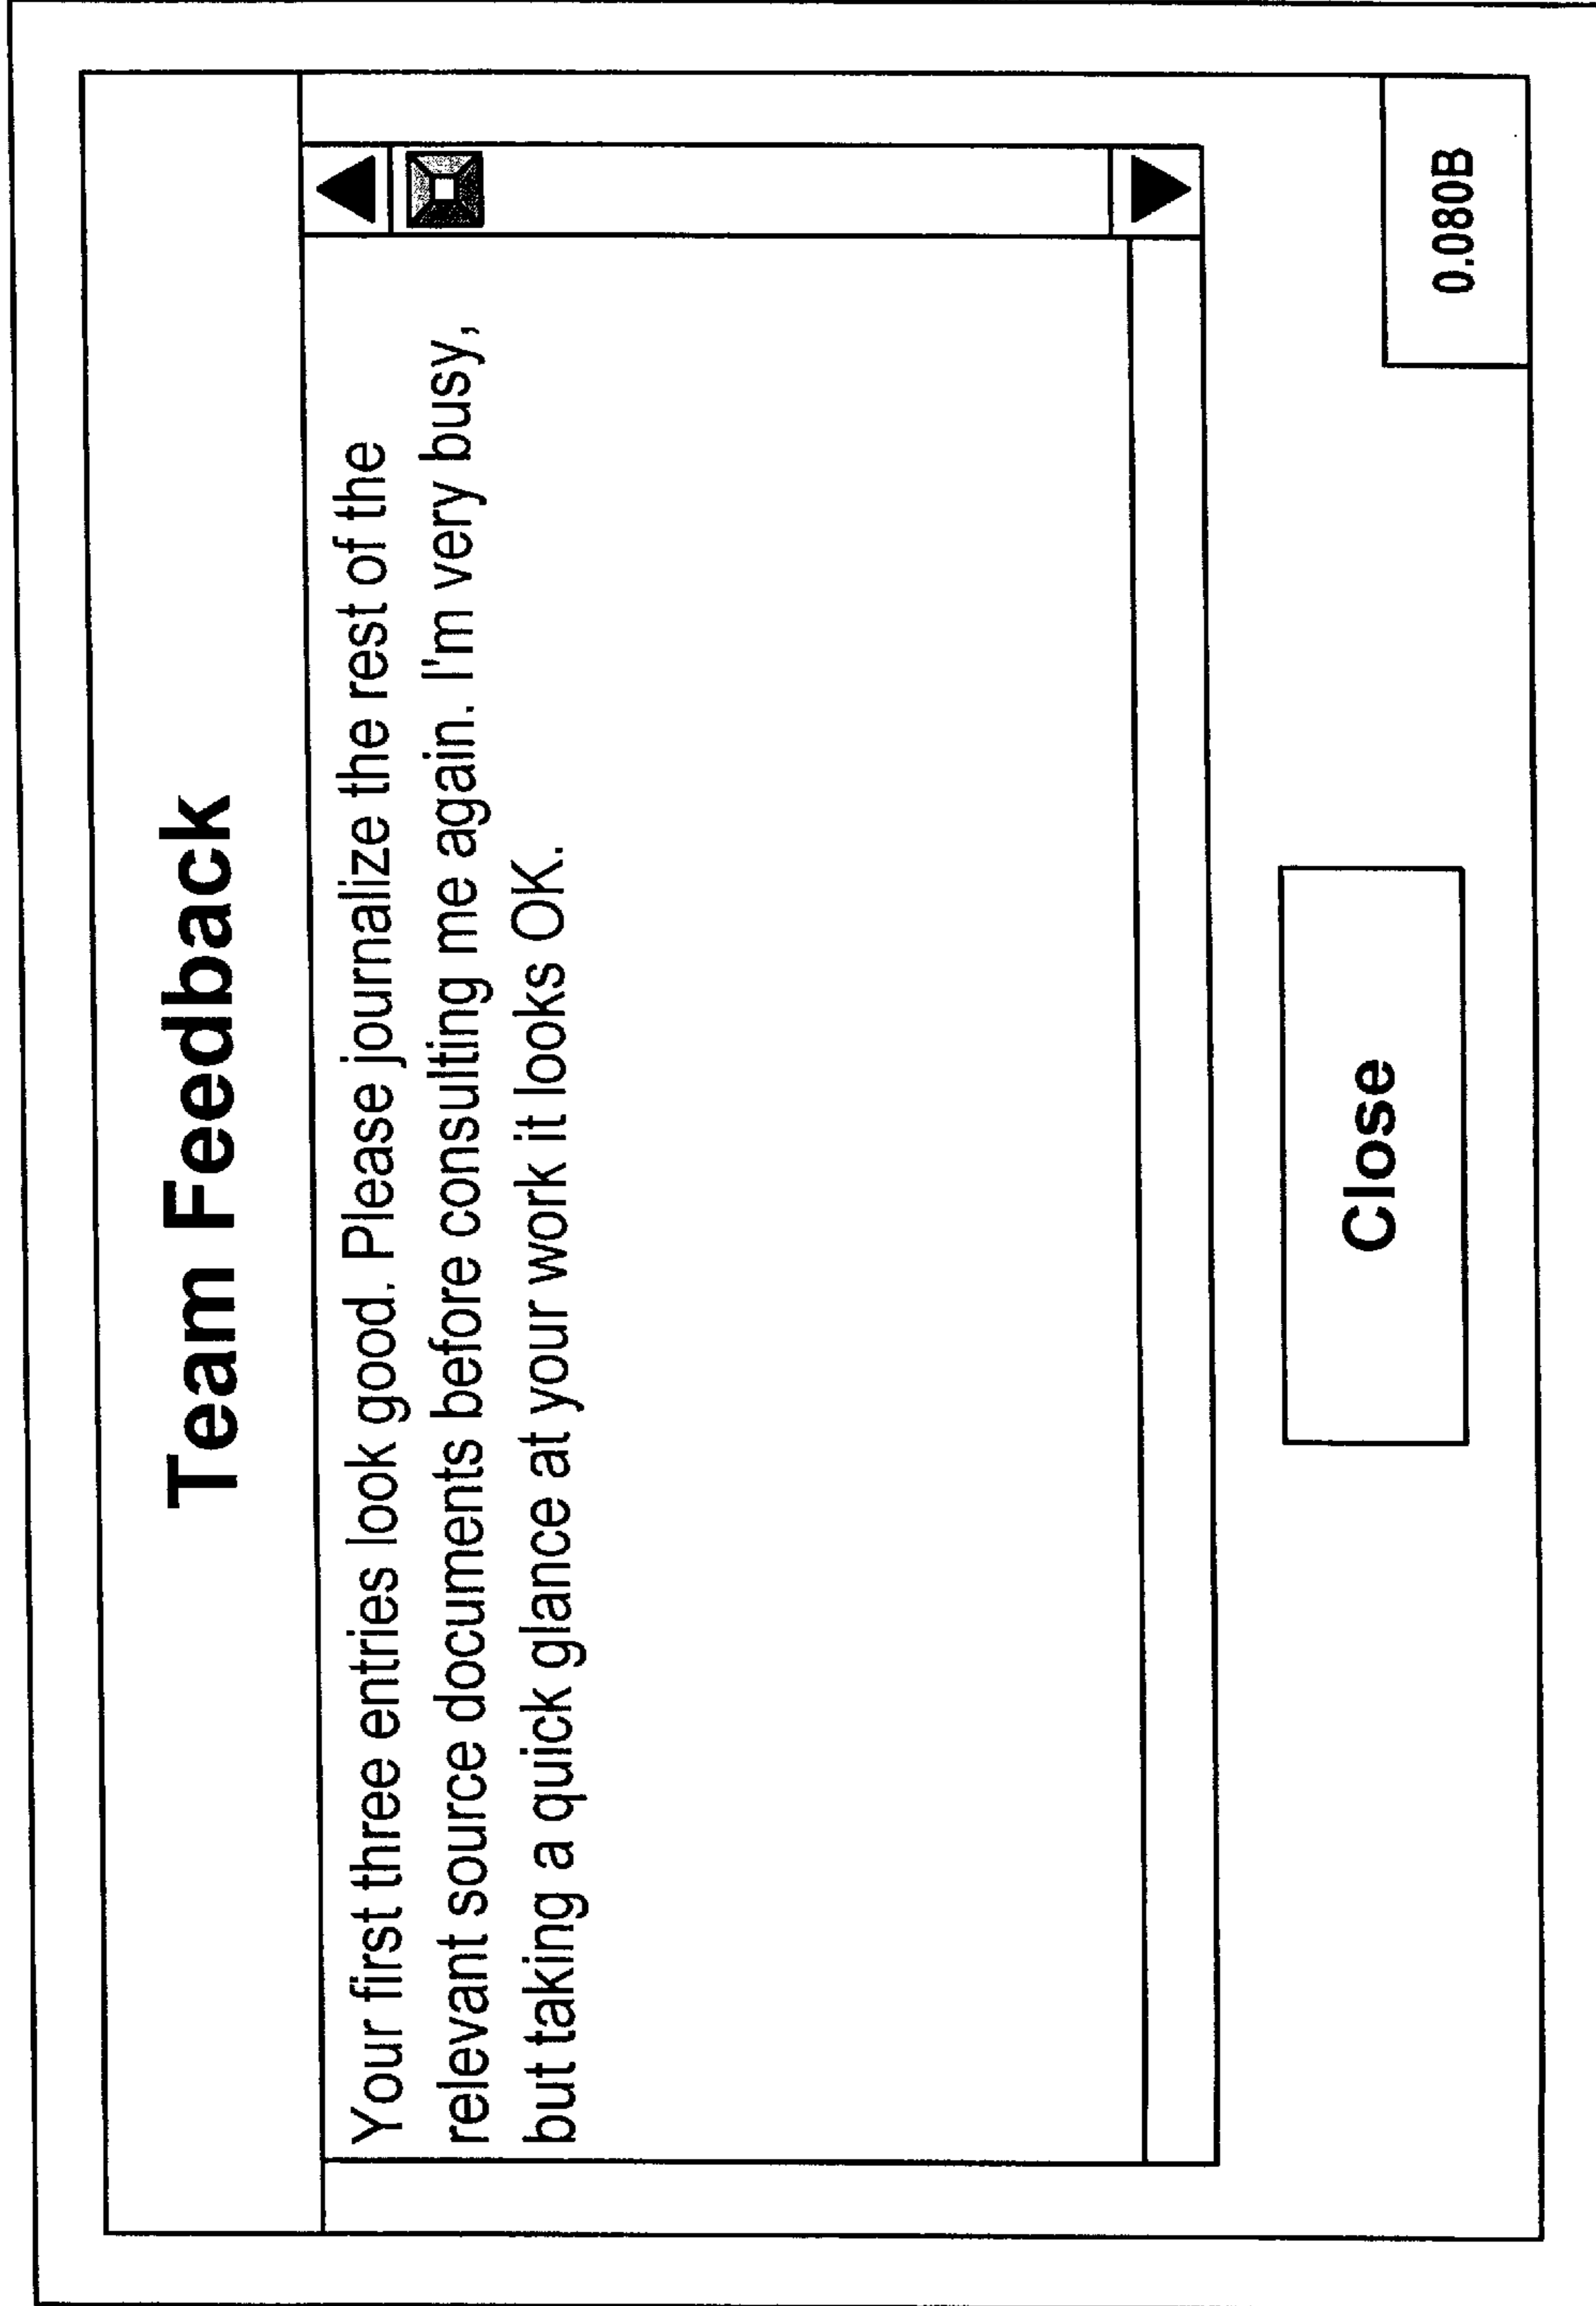 Team Feedback
Your first three entries look good. Please journalize the rest of the
relevant source documents before consulting me again. I'm very busy,
but taking a quick glance at your work it looks OK.
Close
0.080B